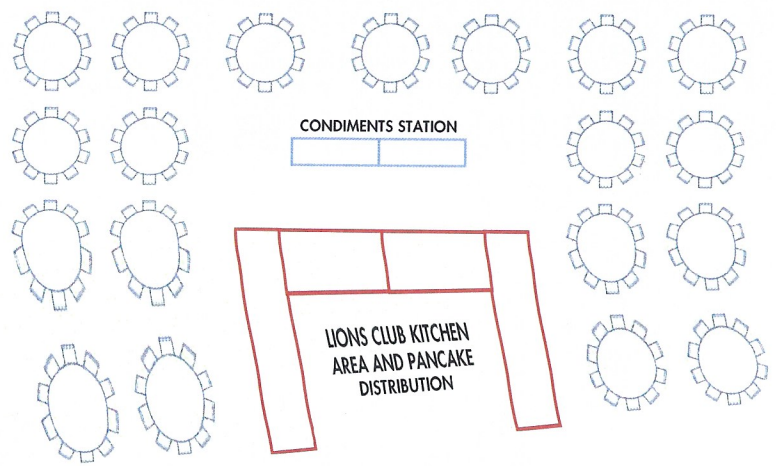 CONDIMENTS STATION
LIONS CLUB KITCHEN
AREA AND PANCAKE
DISTRIBUTION